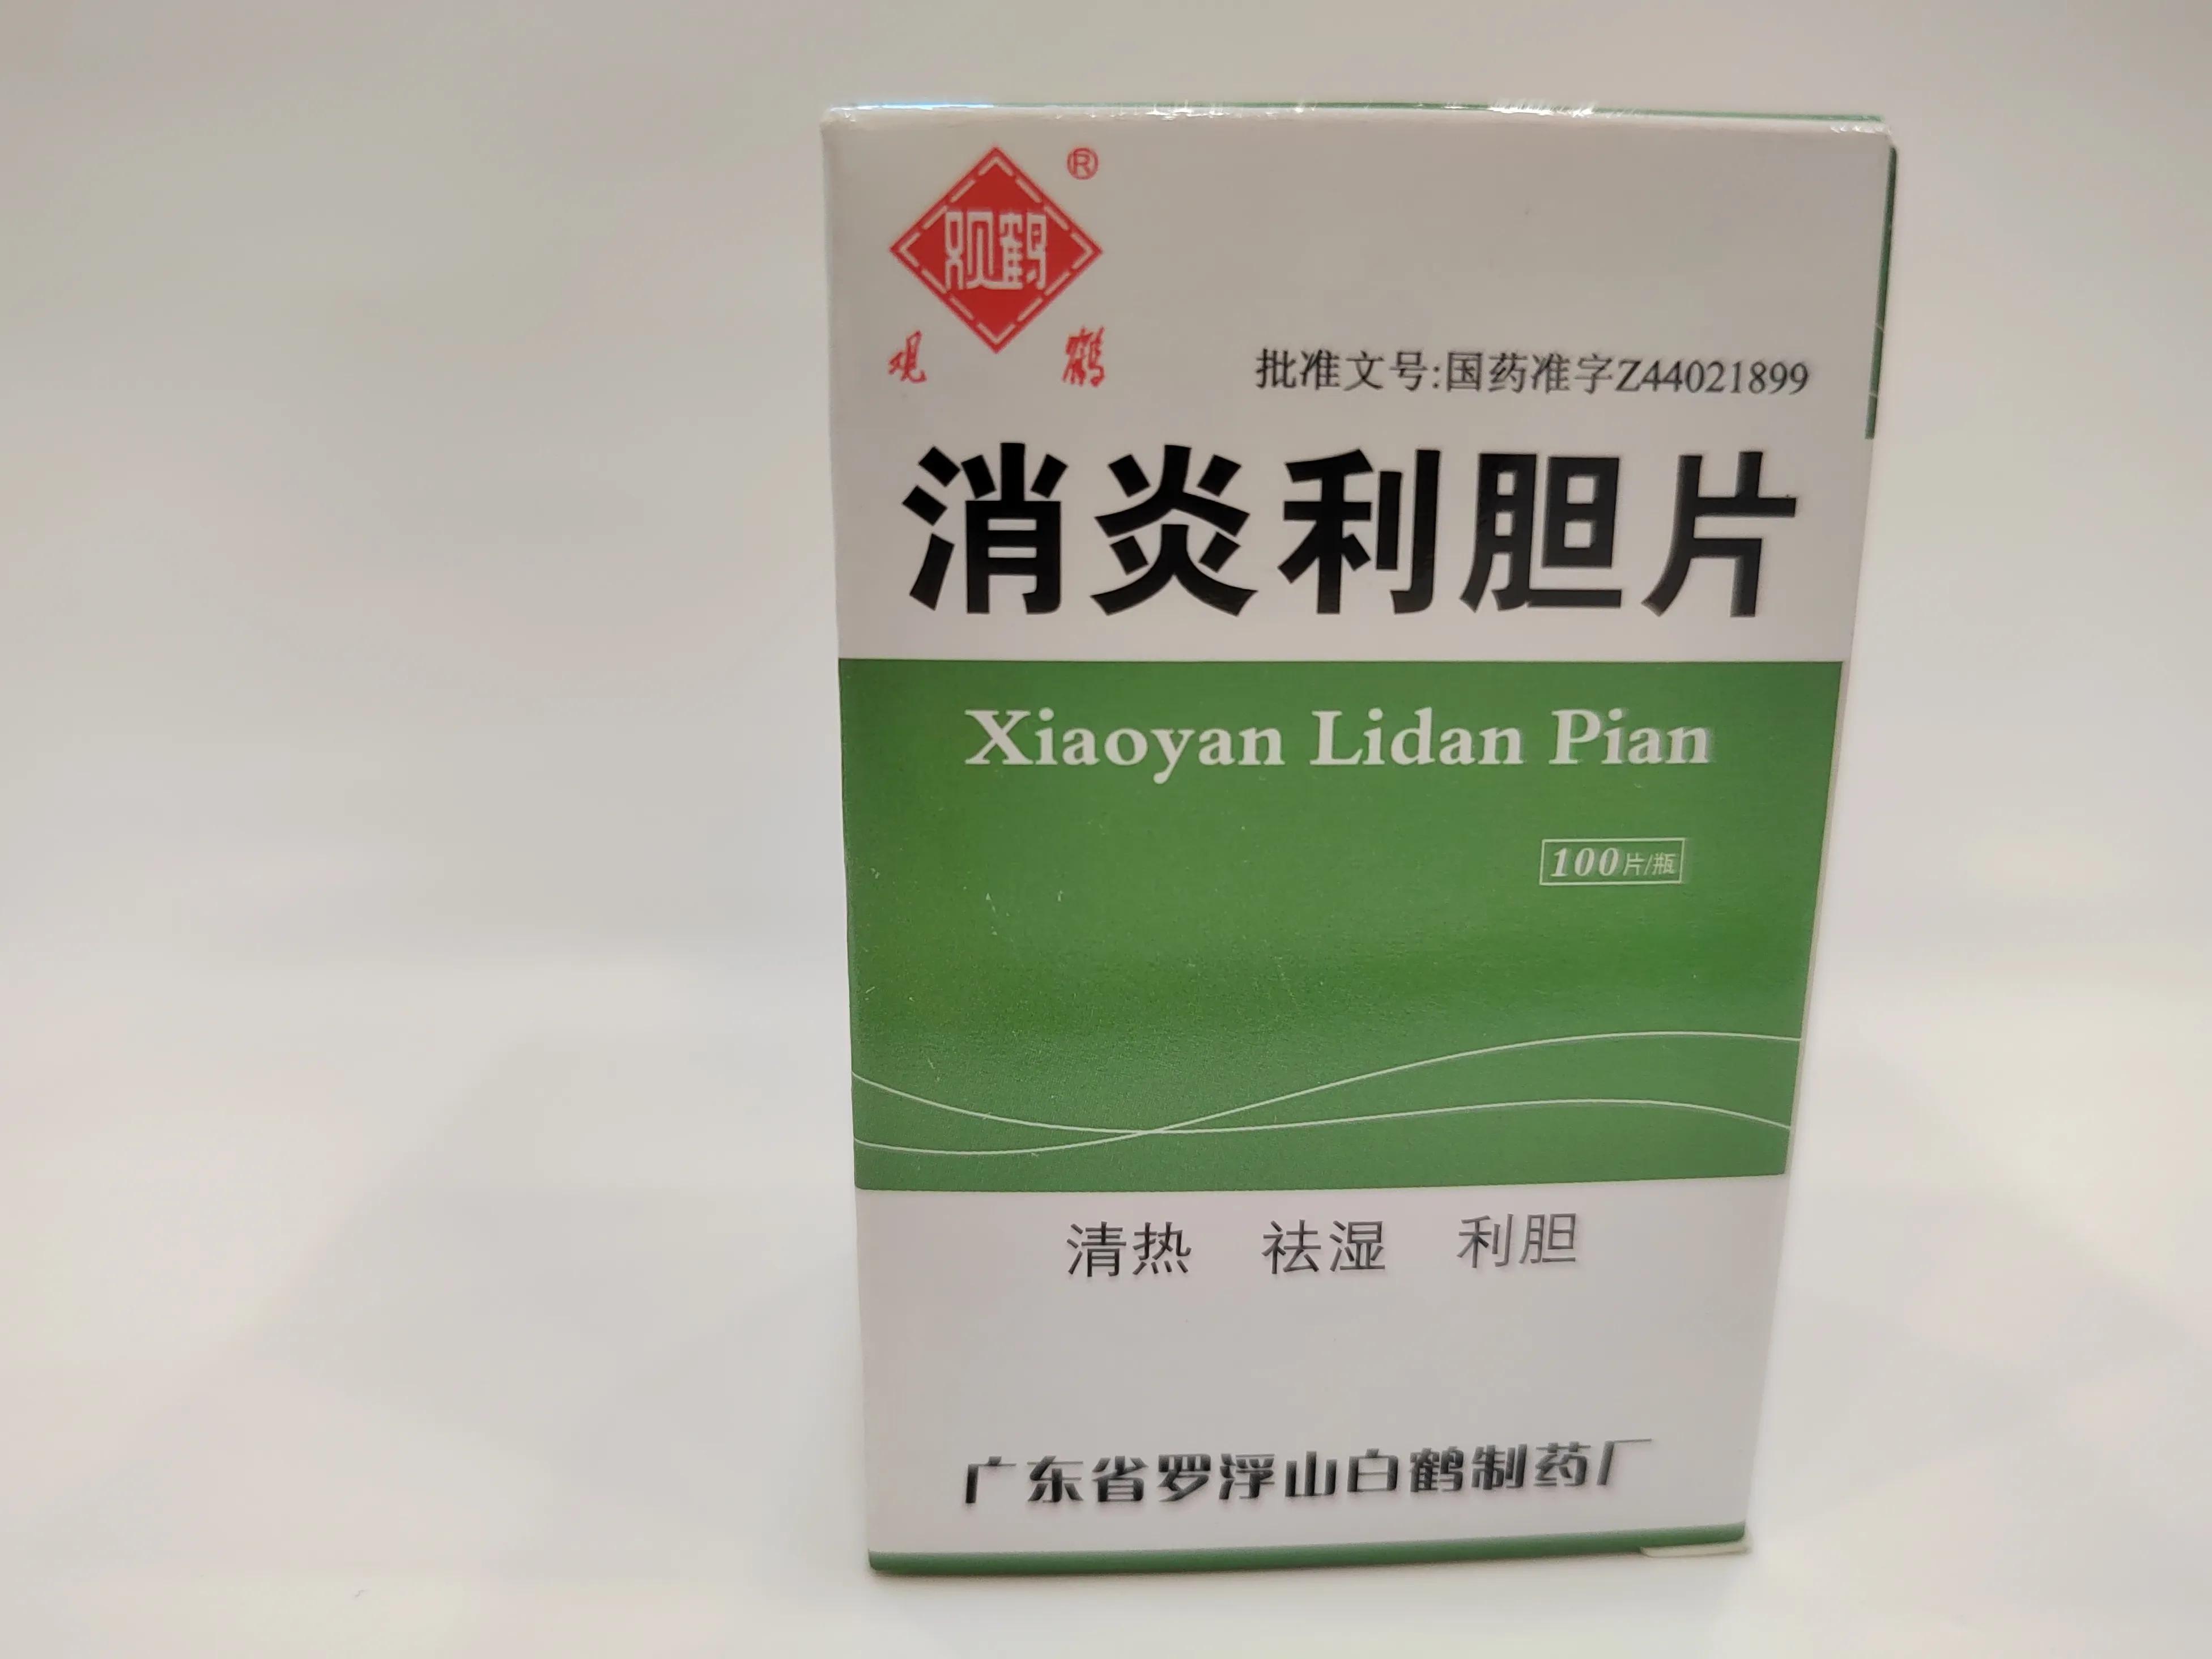 ®
观鹤
观 鹤
批准文号:国药准字Z44021899
消炎利胆片
Xiaoyan Lidan Pian
100片/瓶
清热 祛湿 利胆
广东省罗浮山白鹤制药厂